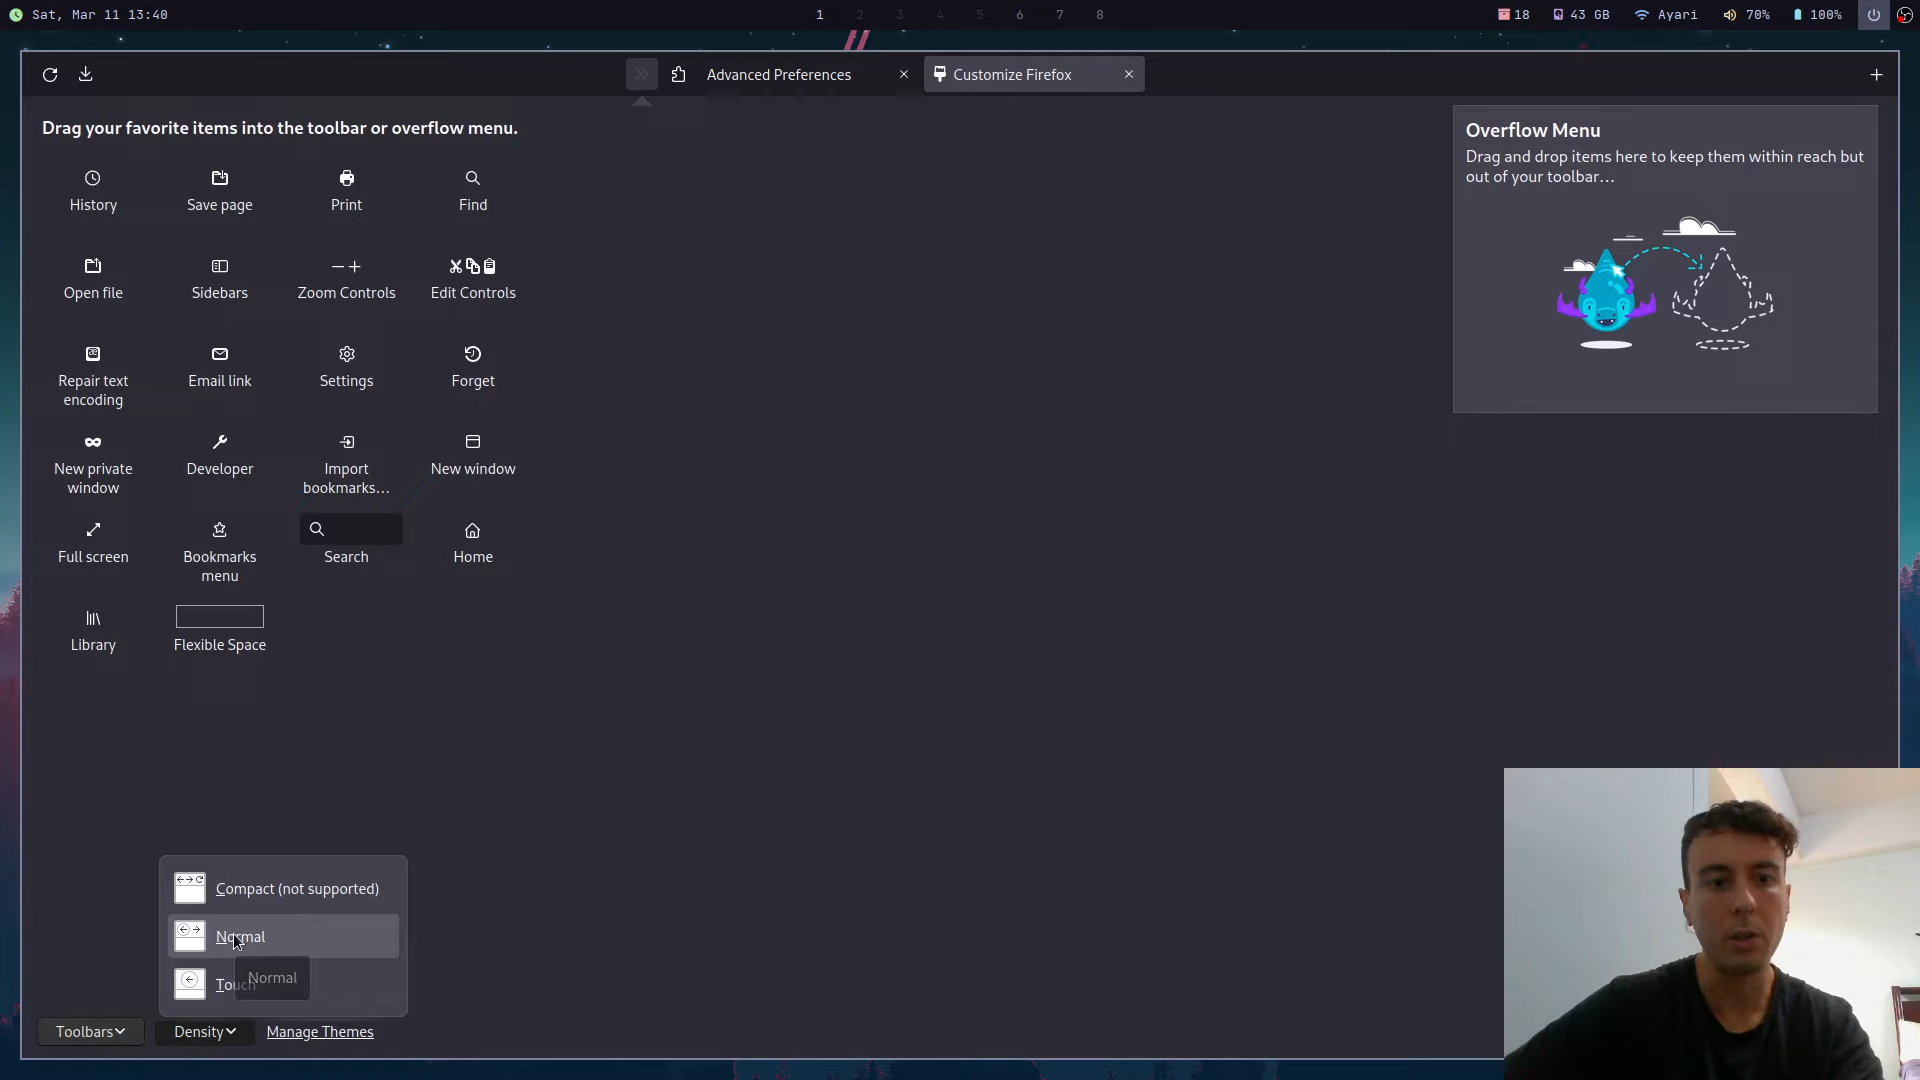 Sat, Mar 11 13:40
1 2 3 4 5 6 7 8
18 43 GB Ayari 70% 100%
Advanced Preferences
Customize Firefox
Drag your favorite items into the toolbar or overflow menu.
History Save page Print Find
Open file Sidebars Zoom Controls Edit Controls
Repair text encoding Email link Settings Forget
New private window Developer Import bookmarks… New window
Full screen Bookmarks menu Search Home
Library Flexible Space
Overflow Menu
Drag and drop items here to keep them within reach but
out of your toolbar…
Compact (not supported)
Normal
Normal
Touch
Toolbars Density Manage Themes